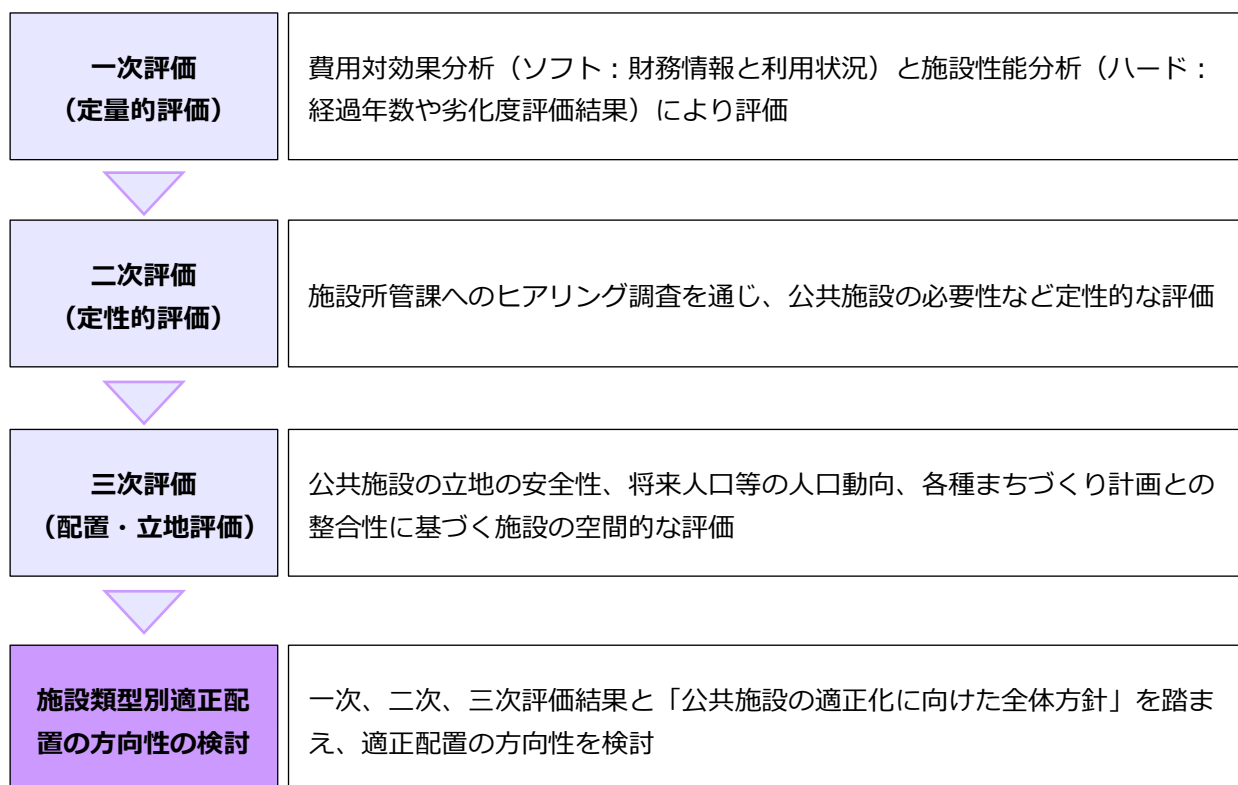 一次評価
（定量的評価）
費用対効果分析（ソフト：財務情報と利用状況）と施設性能分析（ハード：
経過年数や劣化度評価結果）により評価
二次評価
（定性的評価）
施設所管課へのヒアリング調査を通じ、公共施設の必要性など定性的な評価
三次評価
（配置・立地評価）
公共施設の立地の安全性、将来人口等の人口動向、各種まちづくり計画との
整合性に基づく施設の空間的な評価
施設類型別適正配
置の方向性の検討
一次、二次、三次評価結果と「公共施設の適正化に向けた全体方針」を踏ま
え、適正配置の方向性を検討